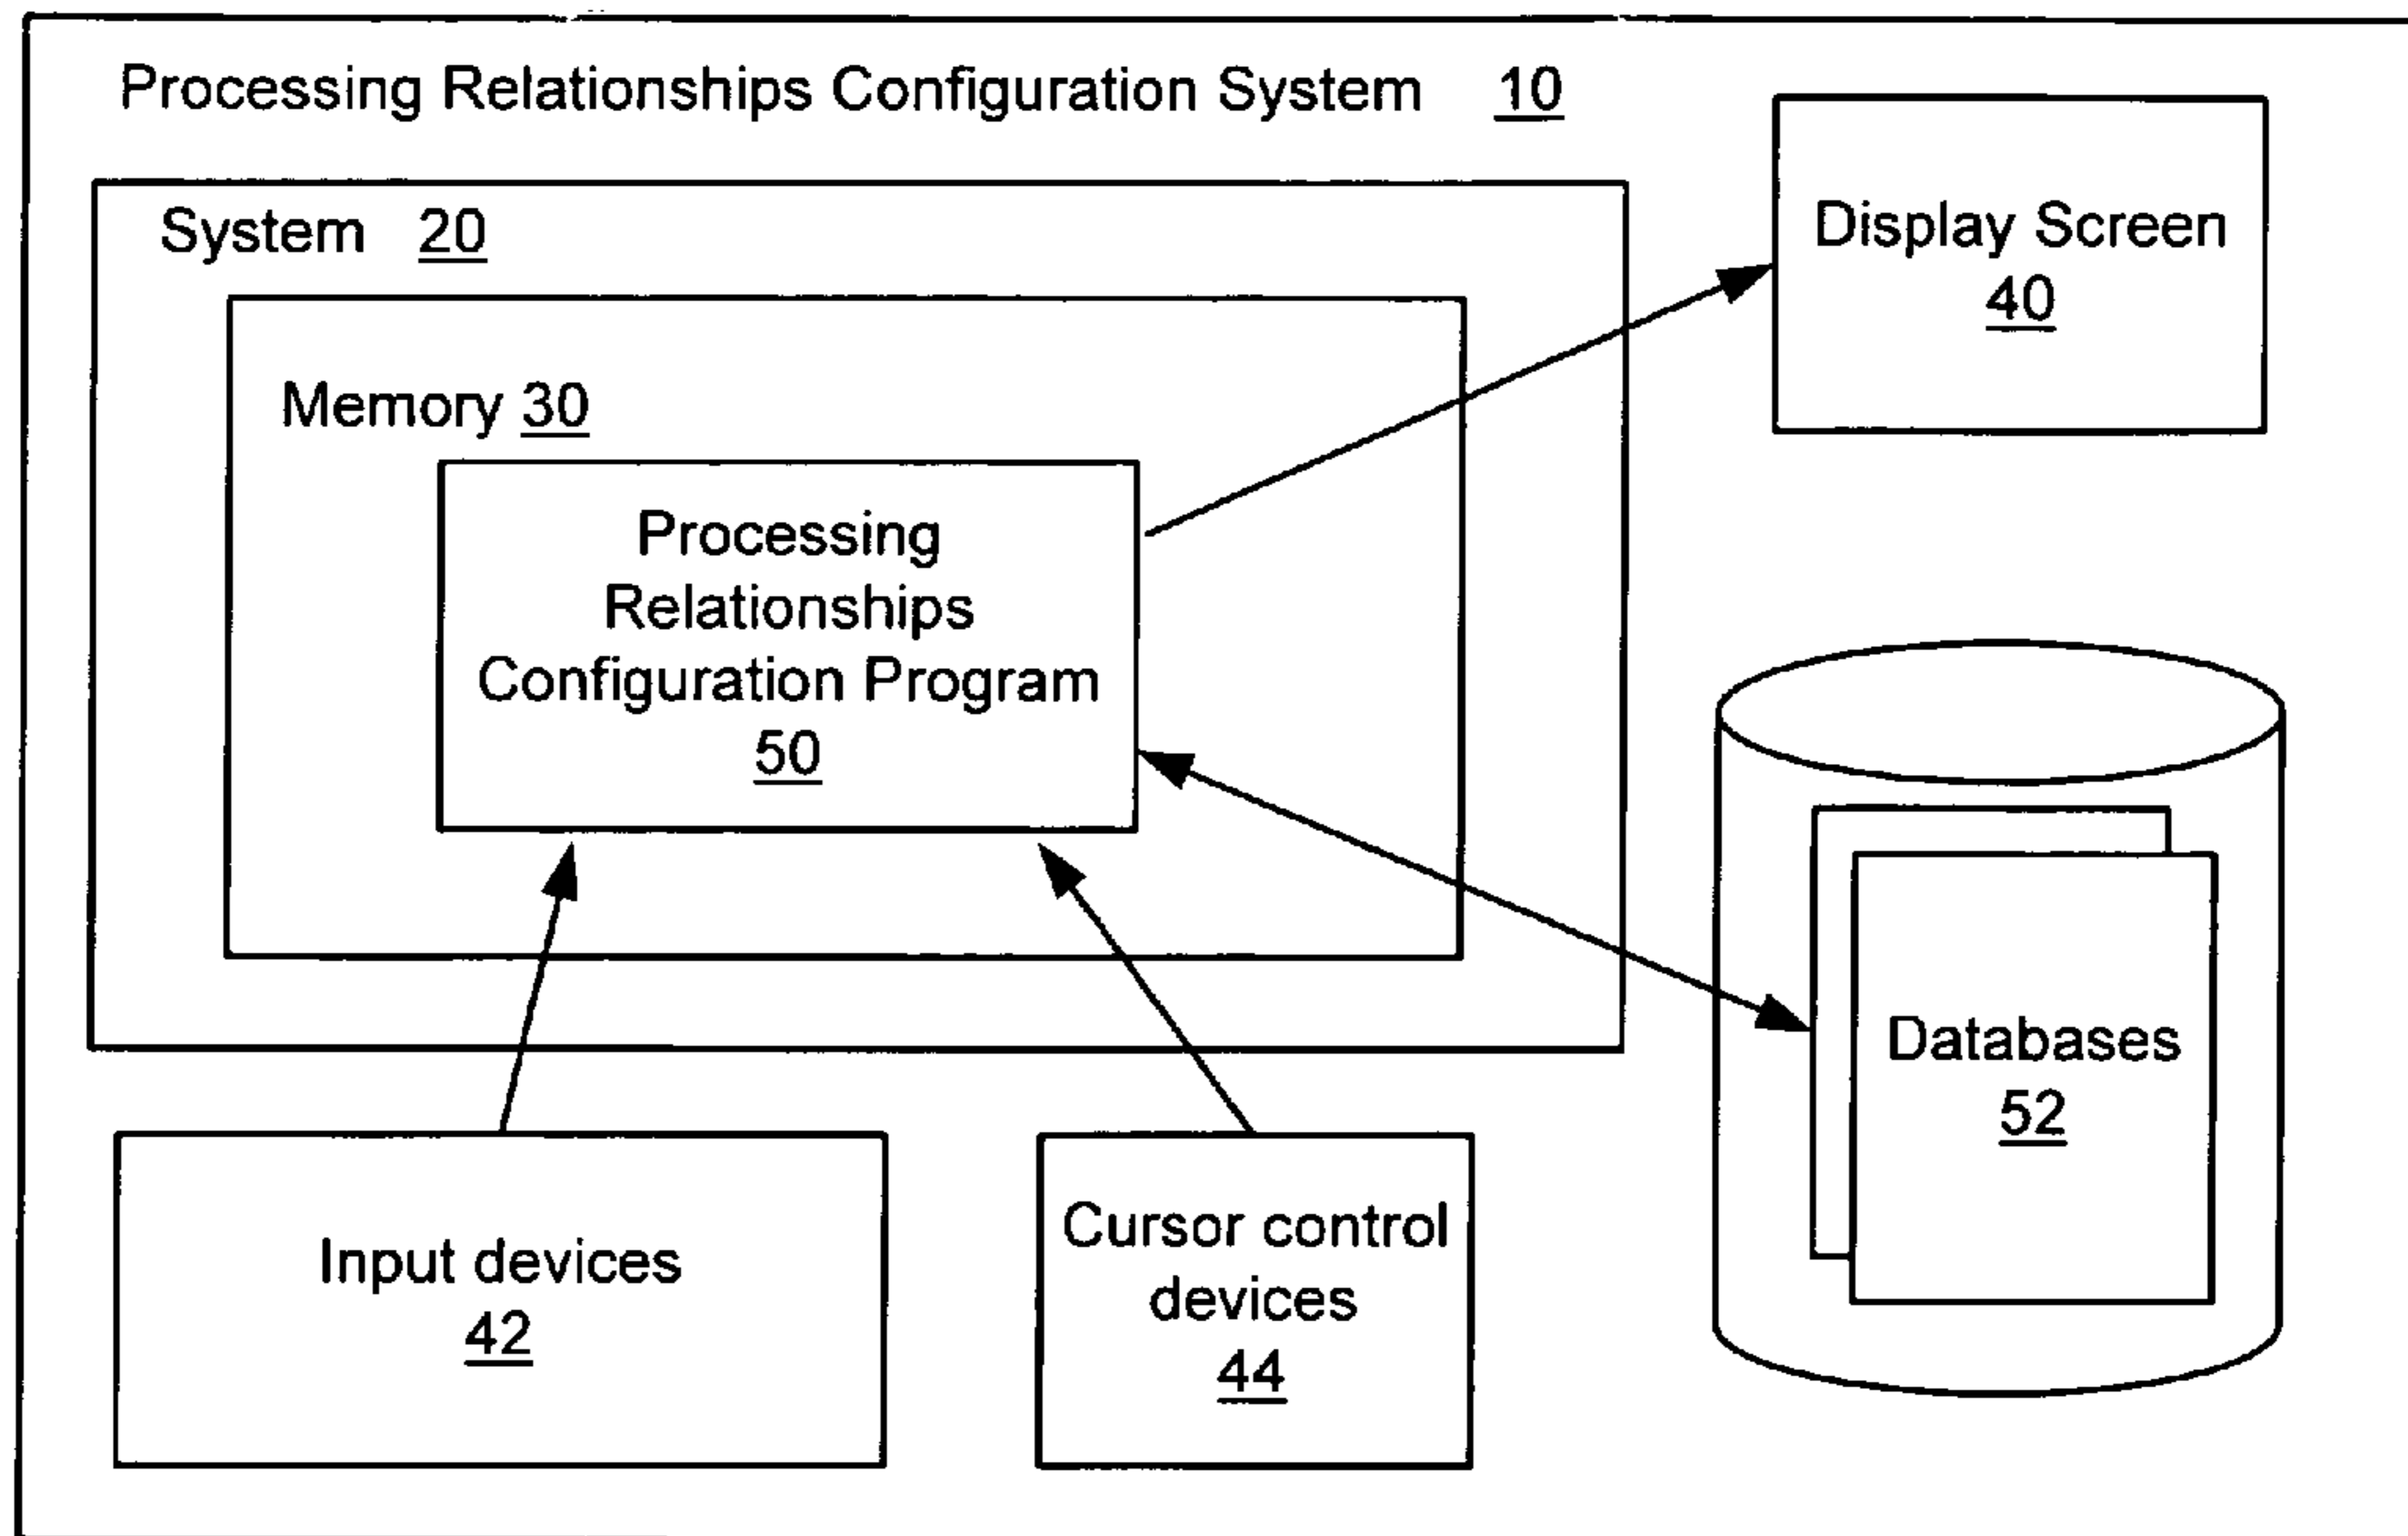 Processing Relationships Configuration System 10
System 20
Display Screen
40
Memory 30
Processing
Relationships
Configuration Program
50
Databases
52
Input devices
42
Cursor control
devices
44